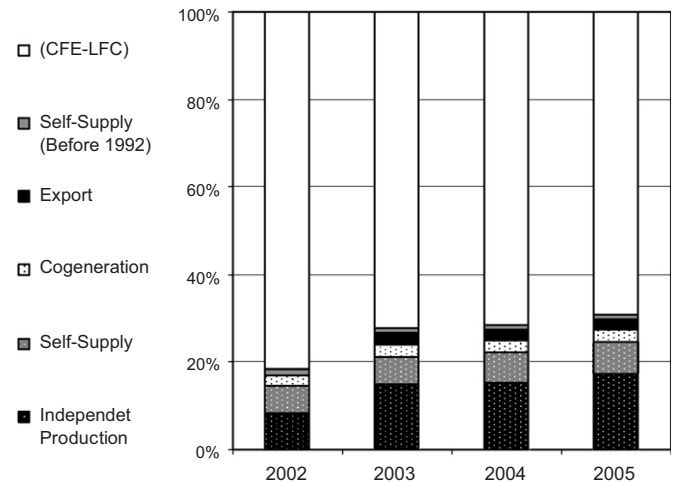 100%
80%
60%
40%
20%
0%
(CFE-LFC)
Self-Supply
(Before 1992)
Export
Cogeneration
Self-Supply
Independet
Production
2002 2003 2004 2005